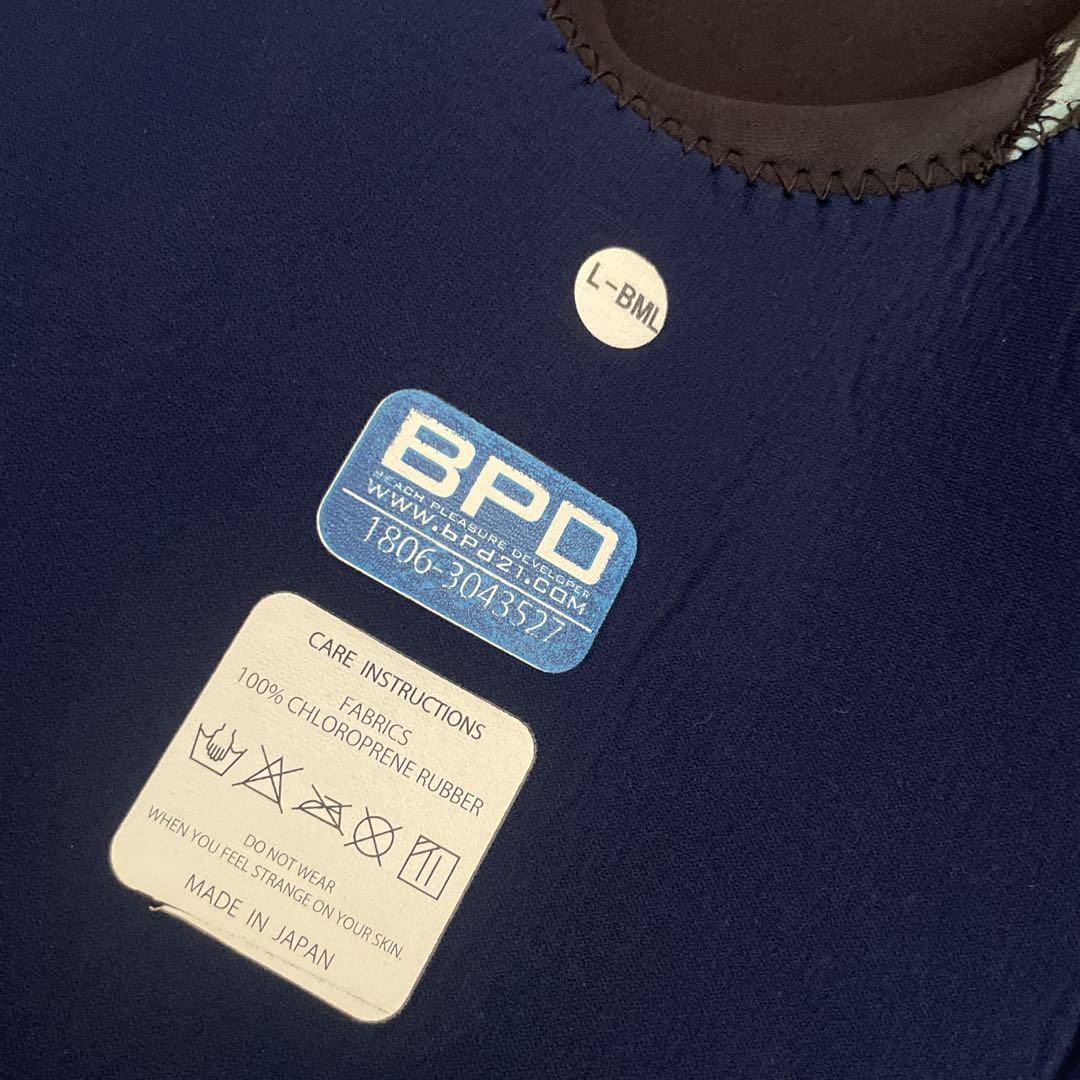 L-BML
BPD
BEACH PLEASURE DEVELOPER
www.bpd21.com
1806-3043527
CARE INSTRUCTIONS
FABRICS
100% CHLOROPRENE RUBBER
DO NOT WEAR
WHEN YOU FEEL STRANGE ON YOUR SKIN.
MADE IN JAPAN